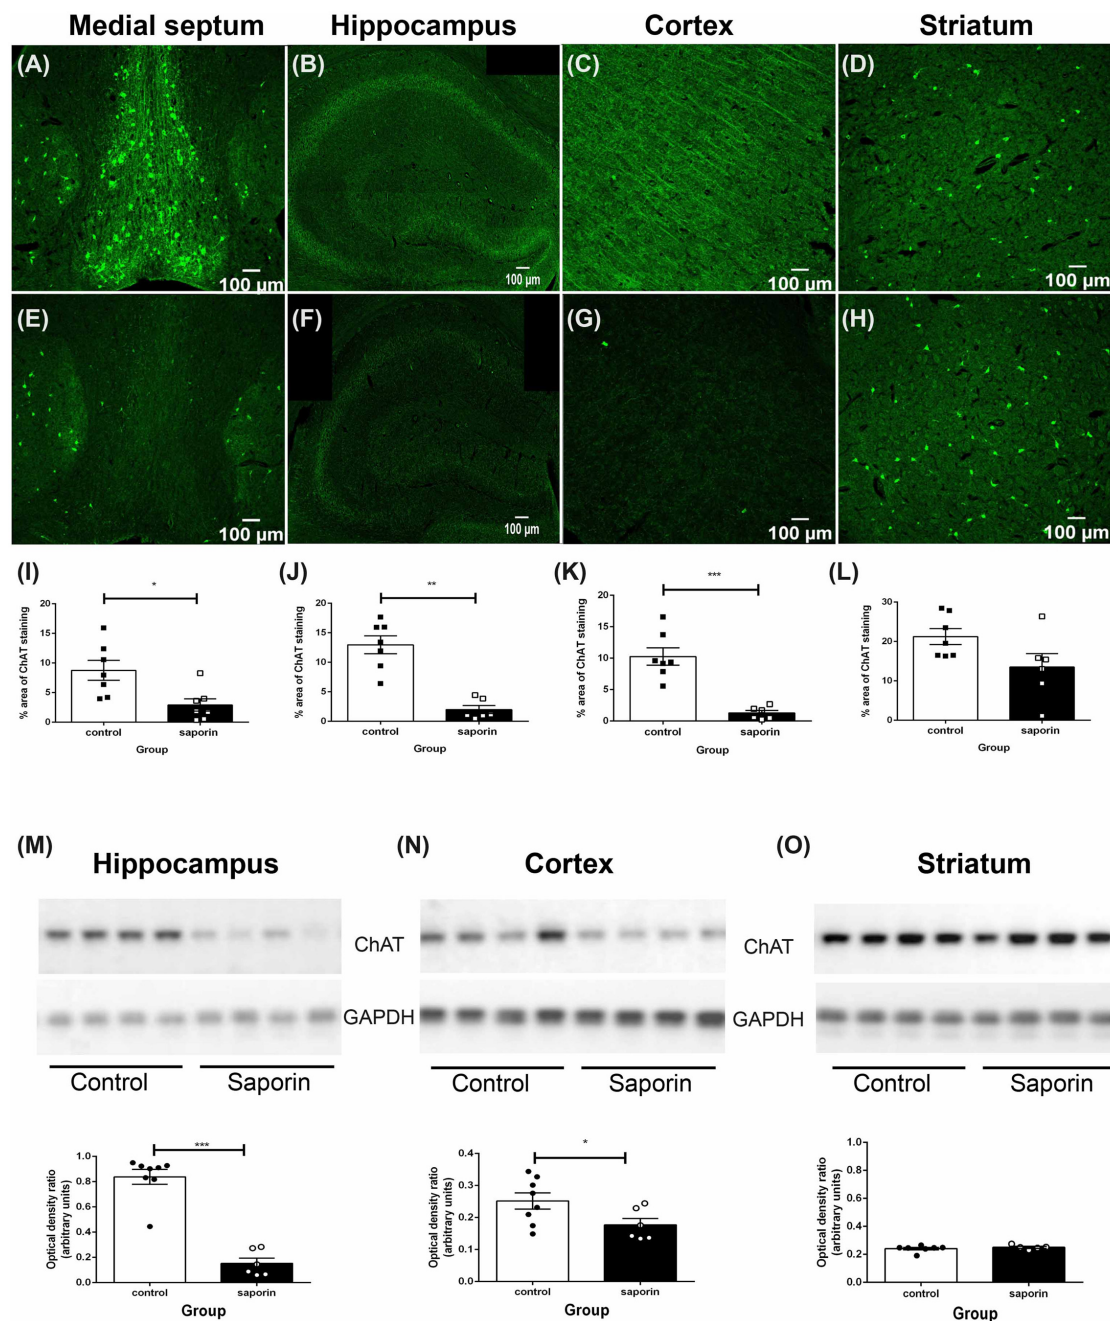 Medial septum Hippocampus Cortex Striatum
(A) (B) (C) (D)
100 µm 100 µm 100 µm 100 µm
(E) (F) (G) (H)
100 µm 100 µm 100 µm 100 µm
(I) (J) (K) (L)
* ** ***
% area of ChAT staining
20
15
10
5
0
control saporin
Group
% area of ChAT staining
20
15
10
5
0
control saporin
Group
% area of ChAT staining
20
15
10
5
0
control saporin
Group
% area of ChAT staining
30
20
10
0
control saporin
Group
(M) (N) (O)
Hippocampus Cortex Striatum
ChAT ChAT
GAPDH GAPDH
Control Saporin Control Saporin Control Saporin
***
Optical density ratio
(arbitrary units)
1.0
0.8
0.6
0.4
0.2
0.0
control saporin
Group
*
Optical density ratio
(arbitrary units)
0.4
0.3
0.2
0.1
0.0
control saporin
Group
Optical density ratio
(arbitrary units)
1.0
0.8
0.6
0.4
0.2
0.0
control saporin
Group